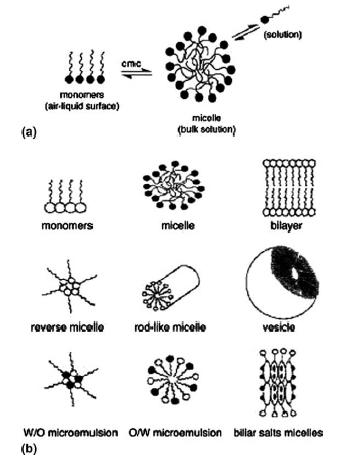 (solution)
cmc
monomers
(air-liquid surface)
micelle
(bulk solution)
(a)
monomers micelle bilayer
reverse micelle rod-like micelle vesicle
W/O microemulsion O/W microemulsion biliar salts micelles
(b)